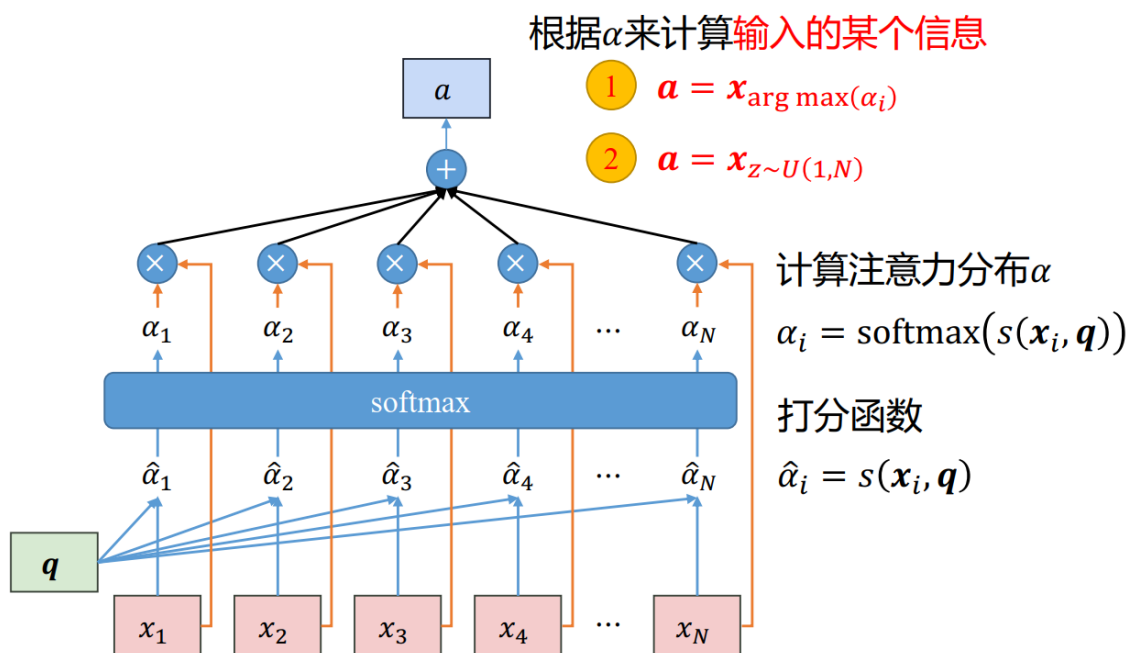 根据α来计算输入的某个信息
a
1 a = x_{arg max(α_i)}
2 a = x_{z~U(1,N)}
+
× × × × ×
计算注意力分布α
α_1 α_2 α_3 α_4 ... α_N
α_i = softmax(s(x_i, q))
softmax
打分函数
α̂_1 α̂_2 α̂_3 α̂_4 ... α̂_N
α̂_i = s(x_i, q)
q
x_1 x_2 x_3 x_4 ... x_N